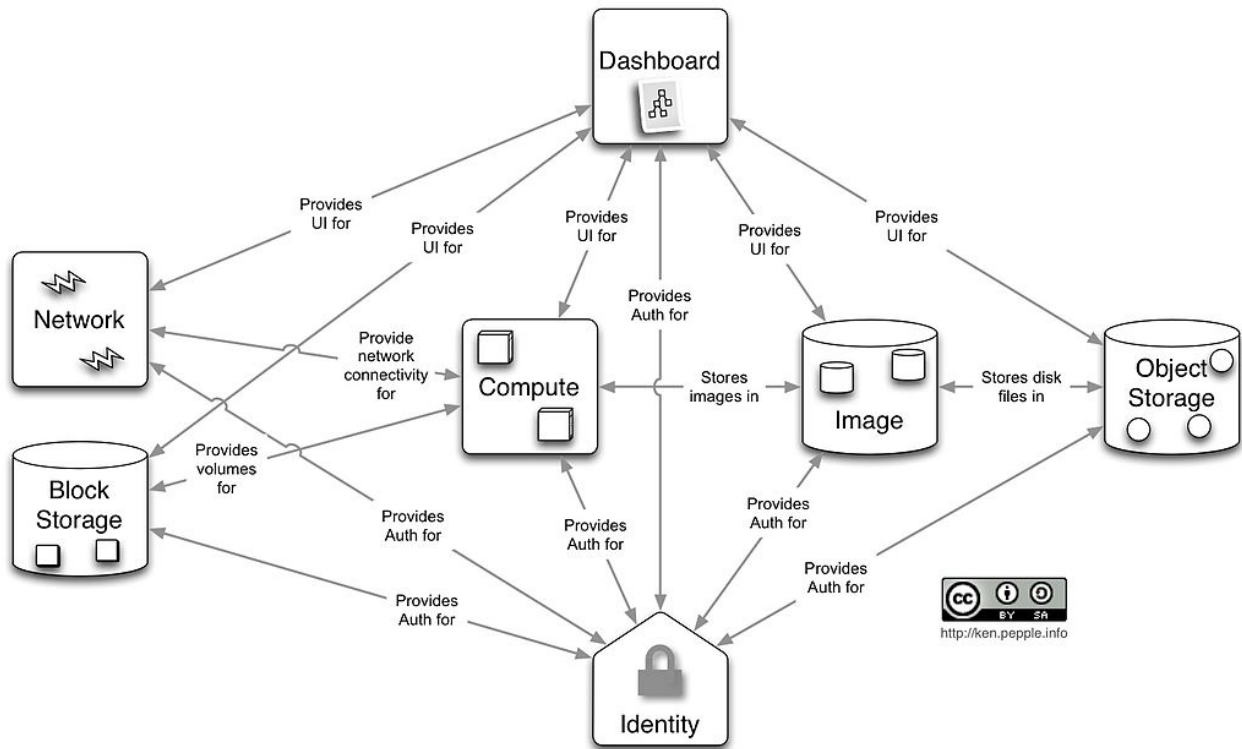 Dashboard
Provides
UI for
Provides
UI for
Provides
UI for
Provides
UI for
Provides
UI for
Network
Provides
Auth for
Provide
network
connectivity
for
Compute
Stores
images in
Image
Stores disk
files in
Object
Storage
Provides
volumes
for
Block
Storage
Provides
Auth for
Provides
Auth for
Provides
Auth for
Provides
Auth for
Provides
Auth for
cc
BY SA
http://ken.pepple.info
Identity